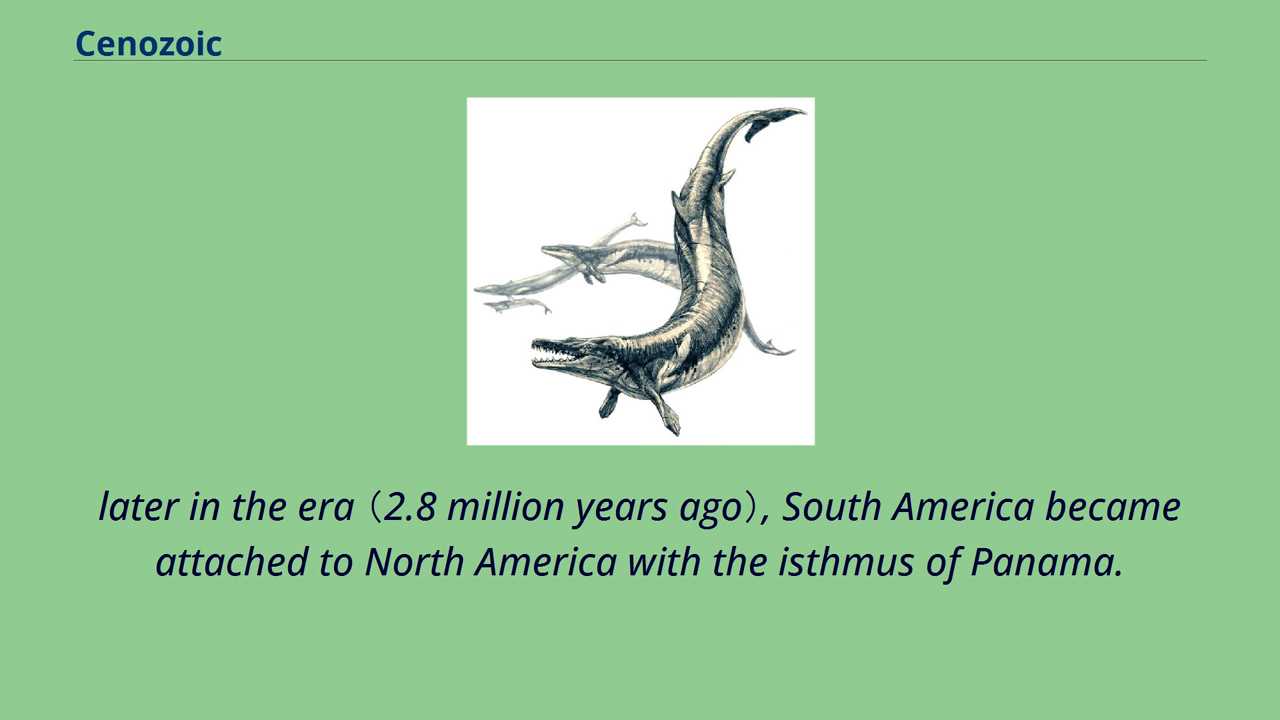 Cenozoic
later in the era (2.8 million years ago), South America became
attached to North America with the isthmus of Panama.